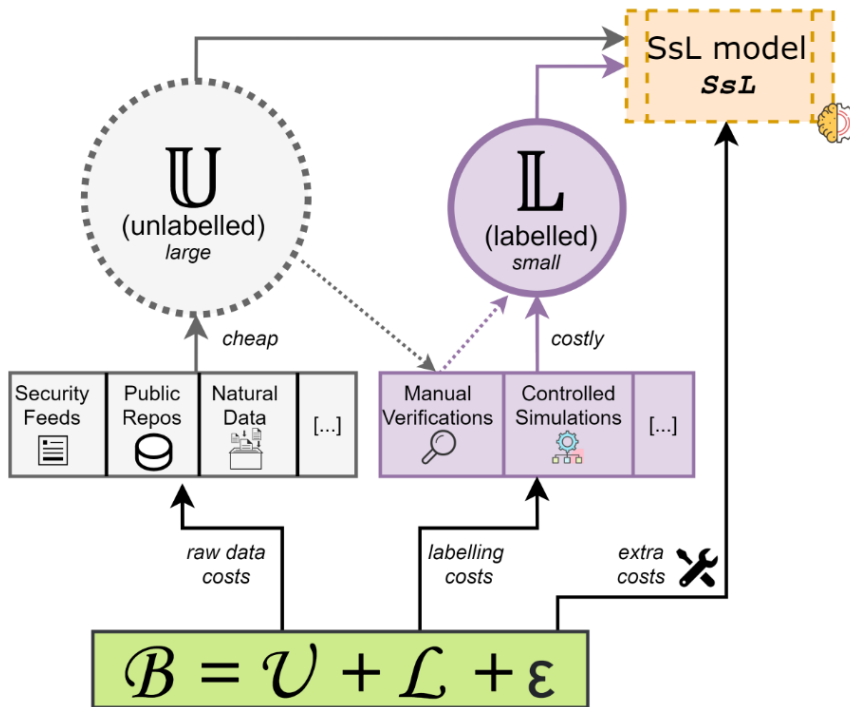 SsL model
SsL
𝕌
(unlabelled)
large
𝕃
(labelled)
small
cheap
costly
Security
Feeds
Public
Repos
Natural
Data
[...]
Manual
Verifications
Controlled
Simulations
[...]
raw data
costs
labelling
costs
extra
costs
ℬ = 𝒰 + ℒ + ε